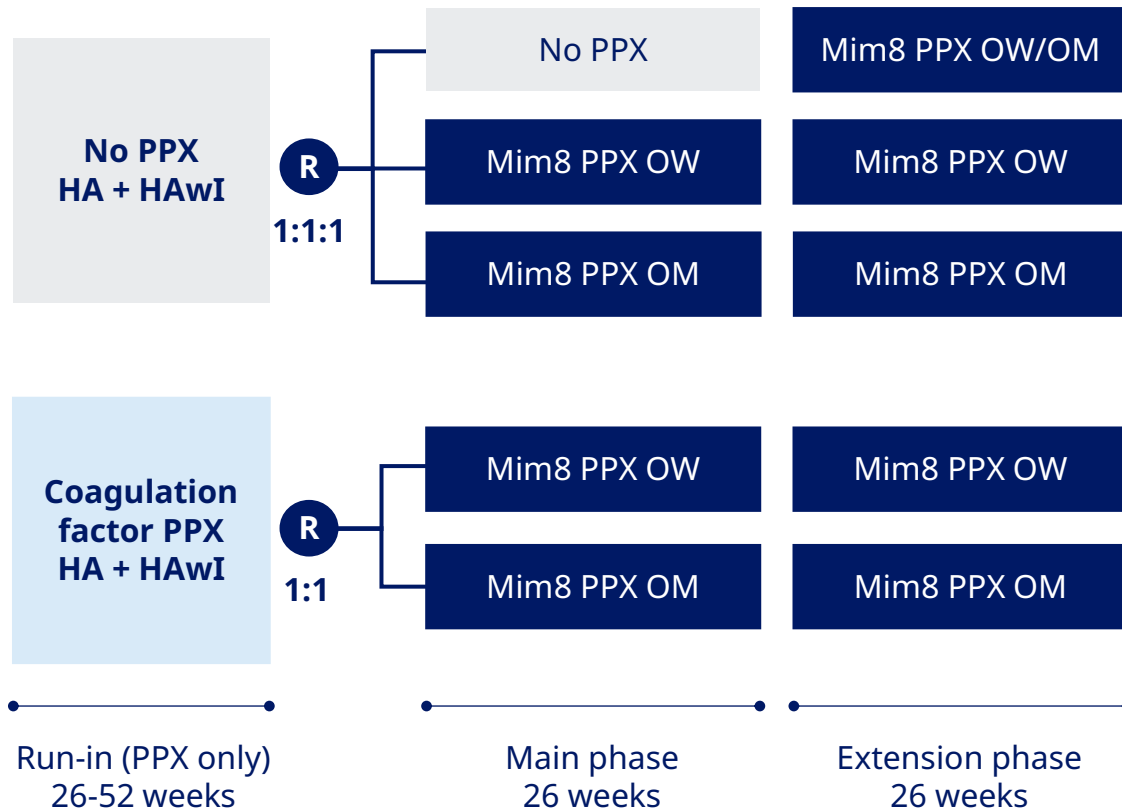 No PPX
HA + HAwI
R
1:1:1
No PPX
Mim8 PPX OW/OM
Mim8 PPX OW
Mim8 PPX OW
Mim8 PPX OM
Mim8 PPX OM
Coagulation
factor PPX
HA + HAwI
R
1:1
Mim8 PPX OW
Mim8 PPX OW
Mim8 PPX OM
Mim8 PPX OM
Run-in (PPX only)
26-52 weeks
Main phase
26 weeks
Extension phase
26 weeks